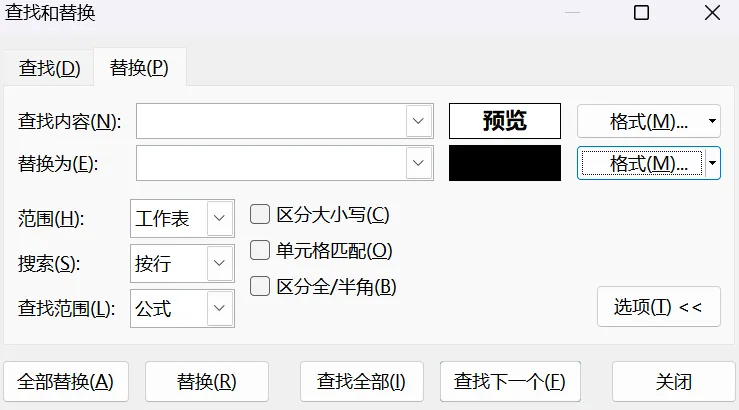 查找和替换
查找(D) 替换(P)
查找内容(N): 预览 格式(M)...
替换为(E): 格式(M)...
范围(H): 工作表 区分大小写(C)
搜索(S): 按行 单元格匹配(O)
查找范围(L): 公式 区分全/半角(B)
选项(T) <<
全部替换(A) 替换(R) 查找全部(I) 查找下一个(F) 关闭